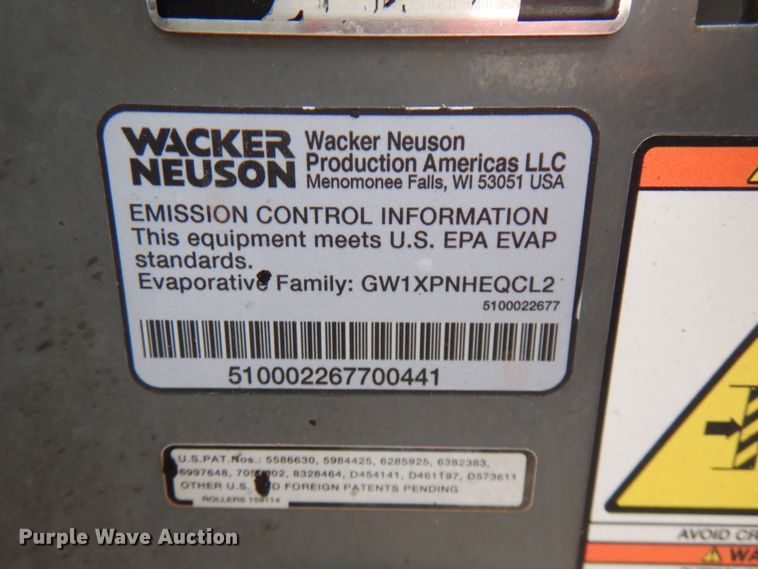 WACKER
NEUSON
Wacker Neuson
Production Americas LLC
Menomonee Falls, WI 53051 USA
EMISSION CONTROL INFORMATION
This equipment meets U.S. EPA EVAP
standards.
Evaporative Family: GW1XPNHEQCL2
5100022677
510002267700441
U.S.PAT.Nos.: 5586630, 5984425, 6285925, 6382383,
6997648, 8328464, D454141, D461197, D573611
OTHER U.S. AND FOREIGN PATENTS PENDING
ROLLERS 159114
AVOID
WA
Purple Wave Auction